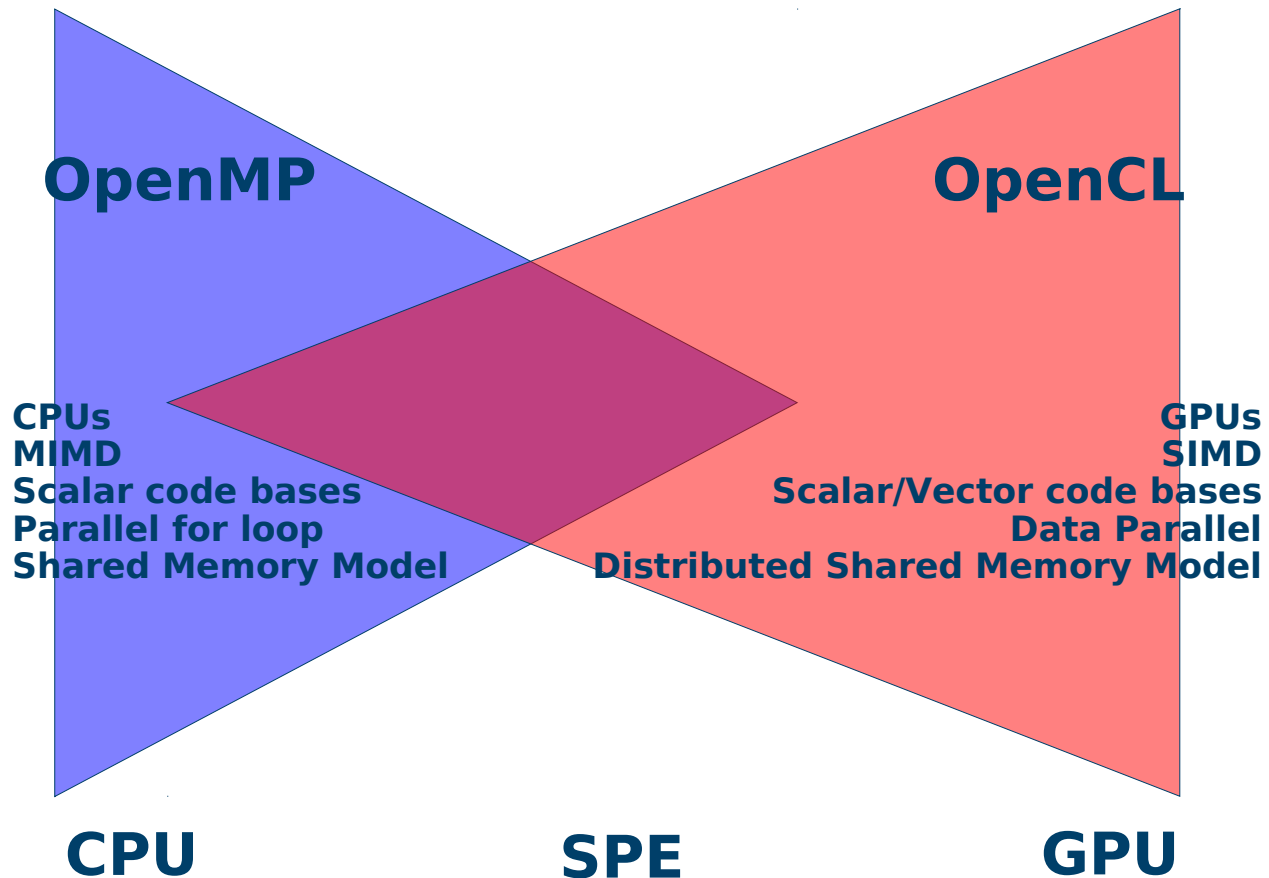 OpenMP
OpenCL
CPUs
MIMD
Scalar code bases
Parallel for loop
Shared Memory Model
GPUs
SIMD
Scalar/Vector code bases
Data Parallel
Distributed Shared Memory Model
CPU
SPE
GPU